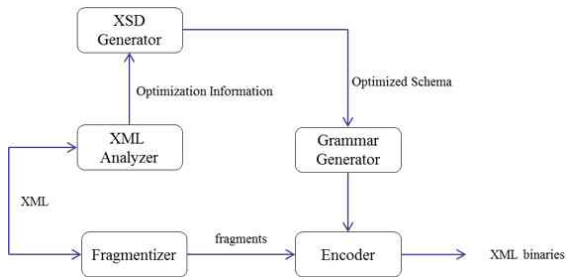 XSD
Generator
Optimization Information
Optimized Schema
XML
Analyzer
Grammar
Generator
XML
Fragmentizer
fragments
Encoder
XML binaries